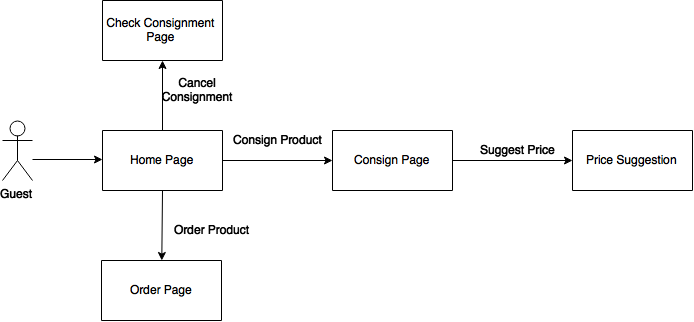 Check Consignment
Page
Cancel
Consignment
Guest
Home Page
Consign Product
Consign Page
Suggest Price
Price Suggestion
Order Product
Order Page